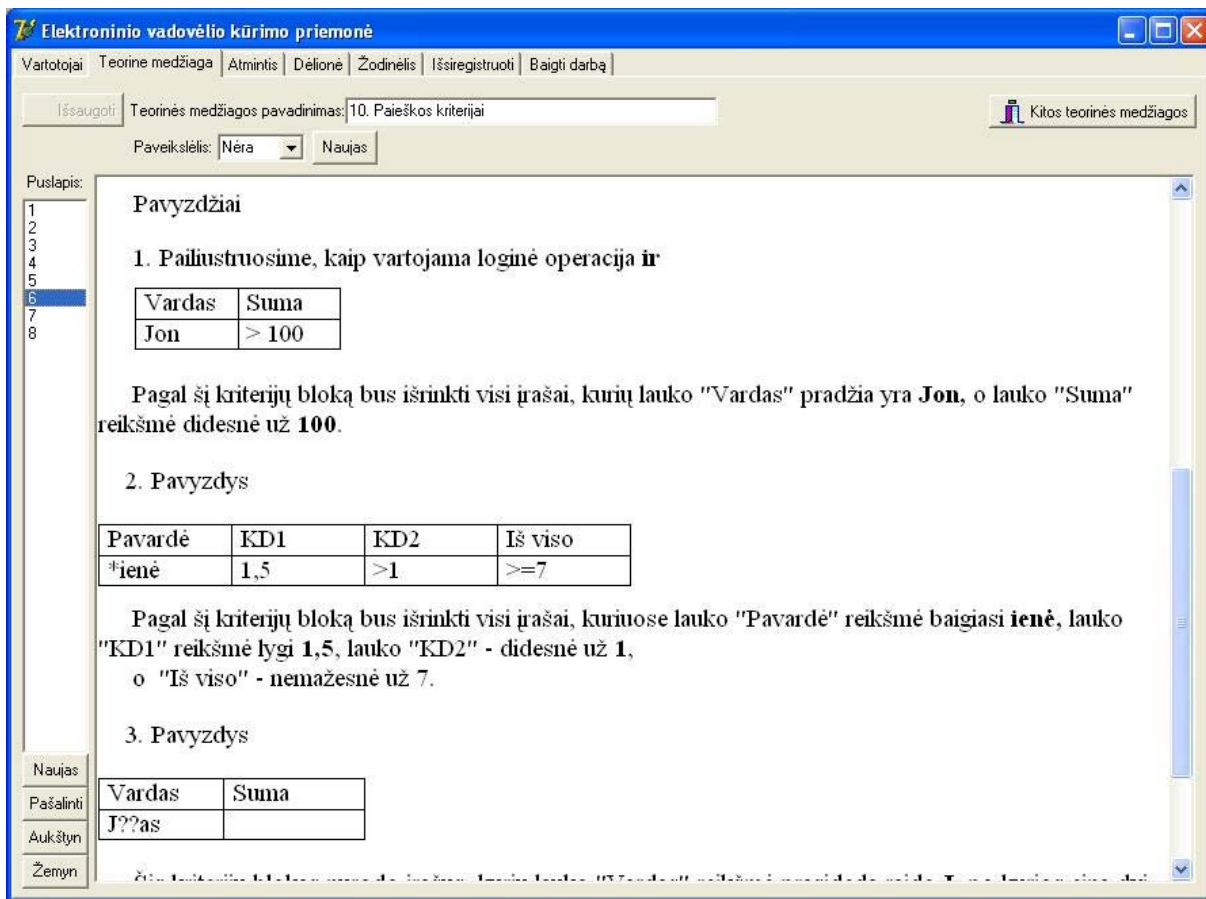 Elektroninio vadovėlio kūrimo priemonė
Vartotojai Teorine medžiaga Atmintis Dėlionė Žodinėlis Išsiregistruoti Baigti darbą
Išsaugoti Teorinės medžiagos pavadinimas: 10. Paieškos kriterijai Kitos teorinės medžiagos
Paveikslėlis: Nėra Naujas
Puslapis:
1
2
3
4
5
6
7
8
Pavyzdžiai
1. Pailiustruosime, kaip vartojama loginė operacija ir
Vardas Suma
Jon > 100
Pagal šį kriterijų bloką bus išrinkti visi įrašai, kurių lauko "Vardas" pradžia yra Jon, o lauko "Suma"
reikšmė didesnė už 100.
2. Pavyzdys
Pavardė KD1 KD2 Iš viso
*ienė 1,5 >1 >=7
Pagal šį kriterijų bloką bus išrinkti visi įrašai, kuriuose lauko "Pavardė" reikšmė baigiasi ienė, lauko
"KD1" reikšmė lygi 1,5, lauko "KD2" - didesnė už 1,
o "Iš viso" - nemažesnė už 7.
3. Pavyzdys
Vardas Suma
J??as
Naujas
Pašalinti
Aukštyn
Žemyn